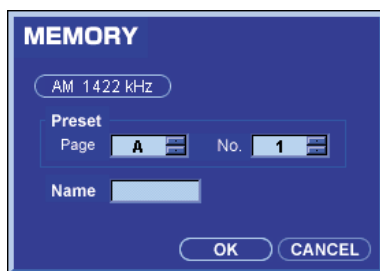 MEMORY
AM 1422 kHz
Preset
Page A No. 1
Name
OK CANCEL